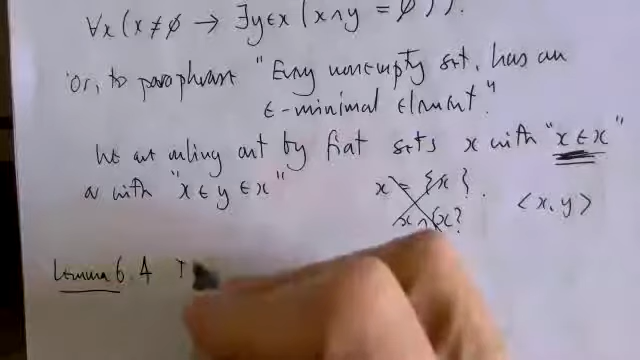 ∀x (x ≠ ∅ → ∃y ∈ x (x ∩ y = ∅)).
or, to paraphrase "Every nonempty set, has an
∈-minimal element."
We are ruling out by fiat sets x with "x ∈ x"
or with "x ∈ y ∈ x"
x = {x}.
<x, y>
x ∩ {x}
Lemma 6.4 T